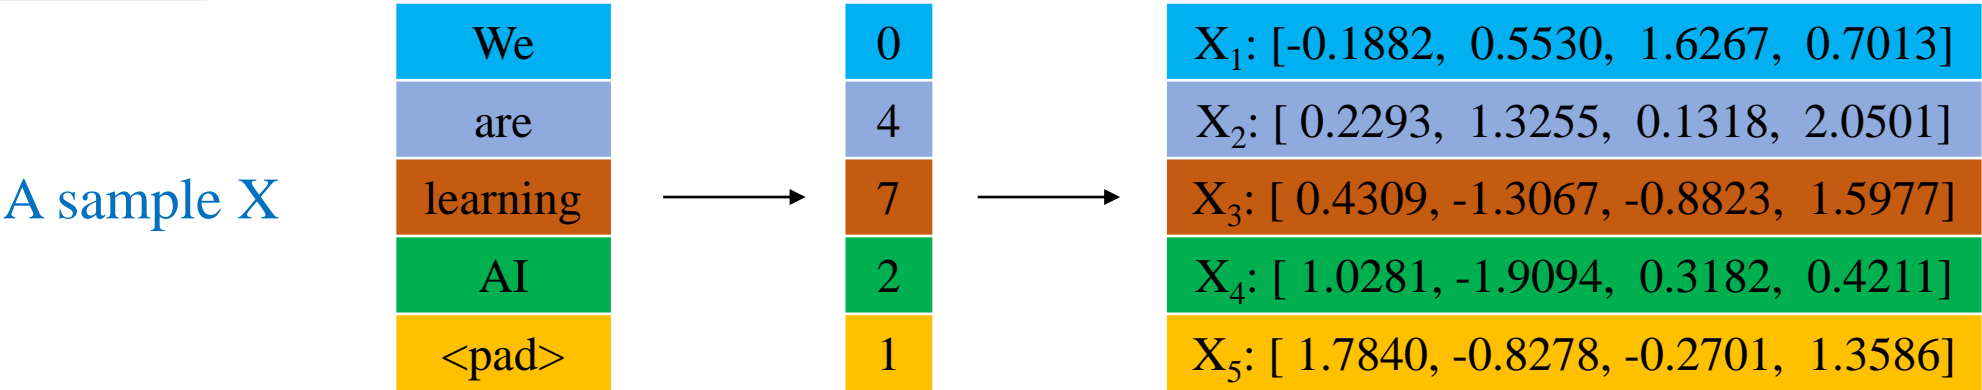 We 0 X₁: [-0.1882, 0.5530, 1.6267, 0.7013]
are 4 X₂: [ 0.2293, 1.3255, 0.1318, 2.0501]
A sample X learning 7 X₃: [ 0.4309, -1.3067, -0.8823, 1.5977]
AI 2 X₄: [ 1.0281, -1.9094, 0.3182, 0.4211]
<pad> 1 X₅: [ 1.7840, -0.8278, -0.2701, 1.3586]